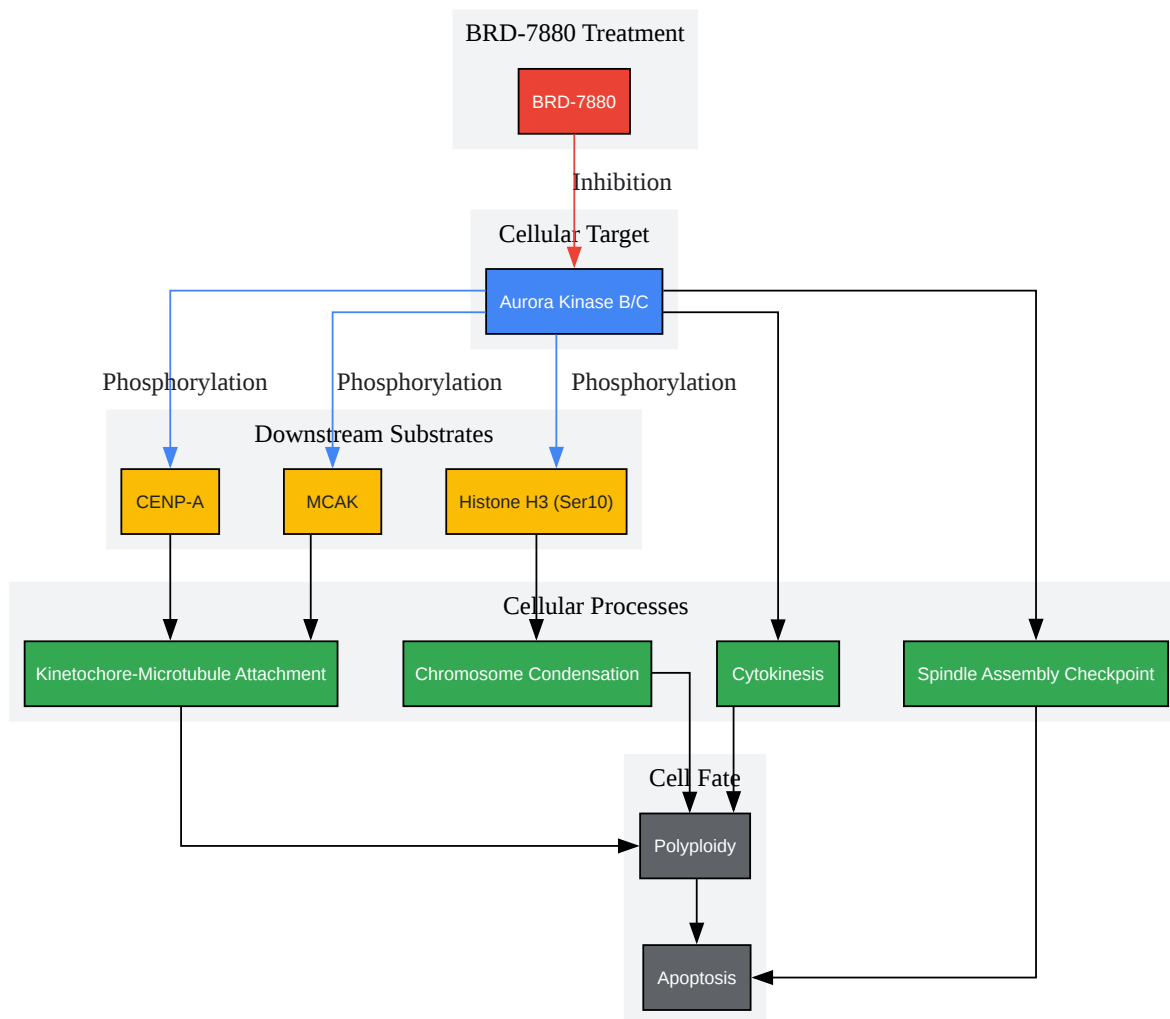 BRD-7880 Treatment
BRD-7880
Inhibition
Cellular Target
Aurora Kinase B/C
Phosphorylation
Phosphorylation
Phosphorylation
Downstream Substrates
CENP-A
MCAK
Histone H3 (Ser10)
Cellular Processes
Kinetochore-Microtubule Attachment
Chromosome Condensation
Cytokinesis
Spindle Assembly Checkpoint
Cell Fate
Polyploidy
Apoptosis